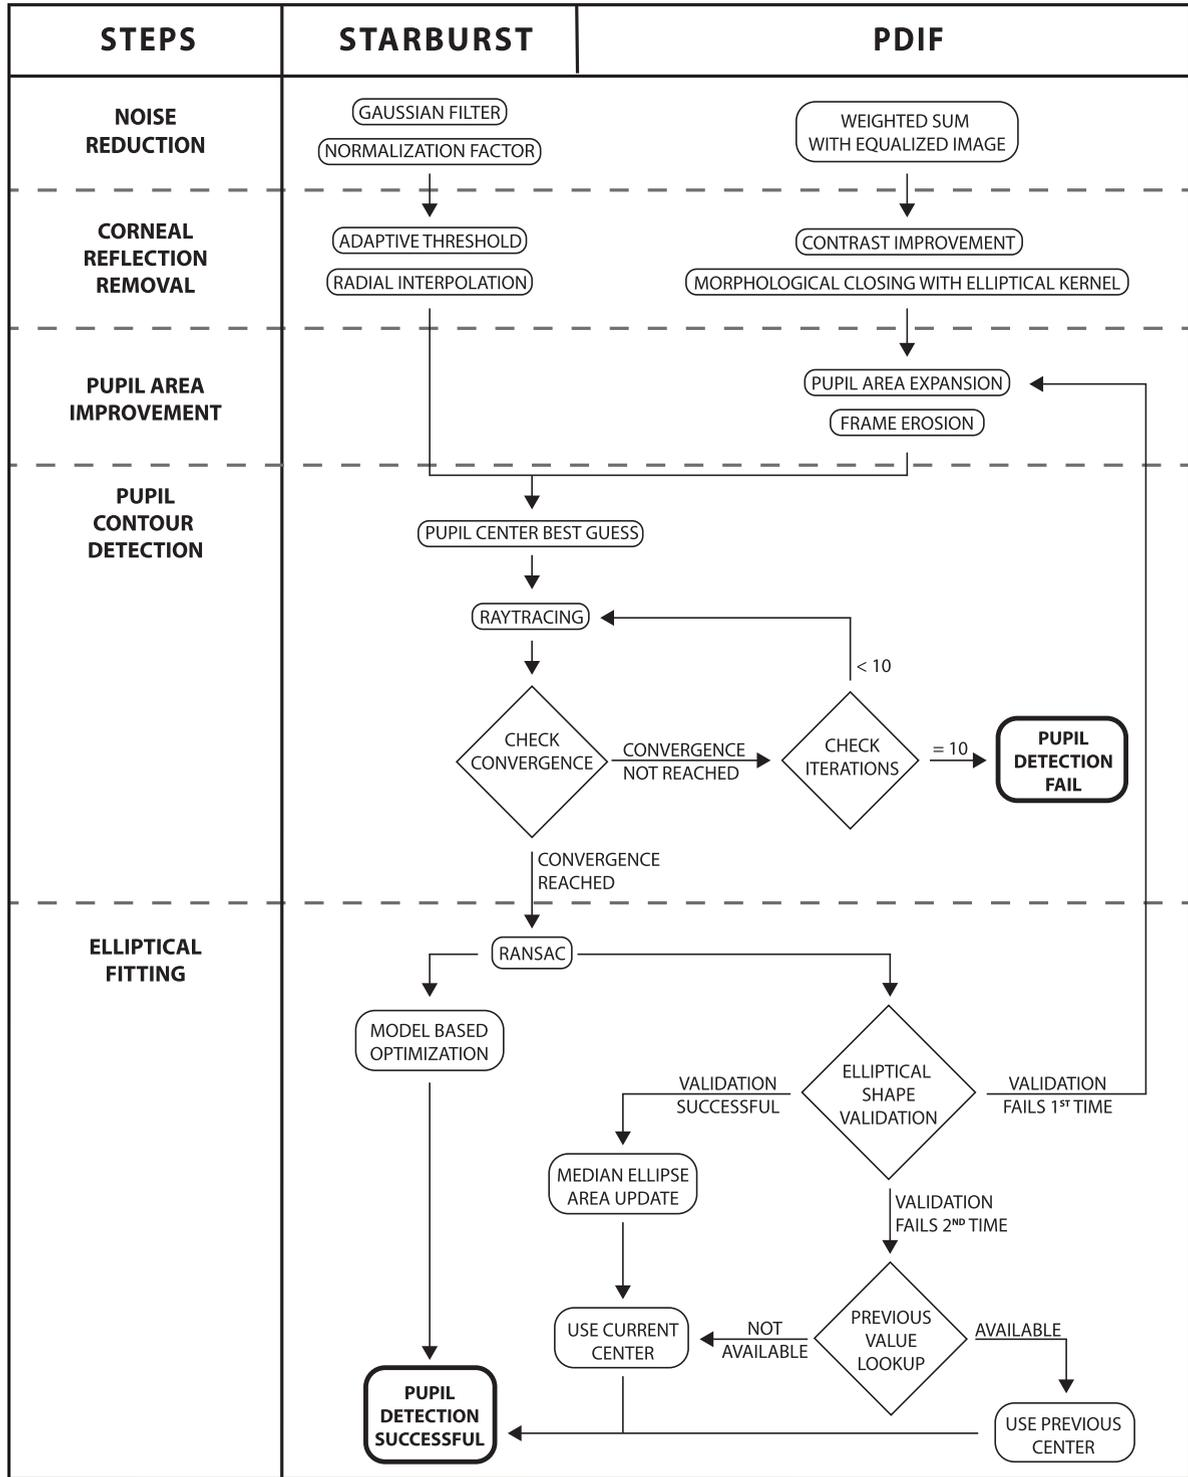 STEPS
STARBURST
PDIF
NOISE
REDUCTION
GAUSSIAN FILTER
NORMALIZATION FACTOR
WEIGHTED SUM
WITH EQUALIZED IMAGE
CORNEAL
REFLECTION
REMOVAL
ADAPTIVE THRESHOLD
RADIAL INTERPOLATION
CONTRAST IMPROVEMENT
MORPHOLOGICAL CLOSING WITH ELLIPTICAL KERNEL
PUPIL AREA
IMPROVEMENT
PUPIL AREA EXPANSION
FRAME EROSION
PUPIL
CONTOUR
DETECTION
PUPIL CENTER BEST GUESS
RAYTRACING
< 10
CHECK
CONVERGENCE
CONVERGENCE
NOT REACHED
CHECK
ITERATIONS
= 10
PUPIL
DETECTION
FAIL
CONVERGENCE
REACHED
ELLIPTICAL
FITTING
RANSAC
MODEL BASED
OPTIMIZATION
ELLIPTICAL
SHAPE
VALIDATION
VALIDATION
SUCCESSFUL
VALIDATION
FAILS 1ST TIME
MEDIAN ELLIPSE
AREA UPDATE
VALIDATION
FAILS 2ND TIME
USE CURRENT
CENTER
NOT
AVAILABLE
PREVIOUS
VALUE
LOOKUP
AVAILABLE
PUPIL
DETECTION
SUCCESSFUL
USE PREVIOUS
CENTER